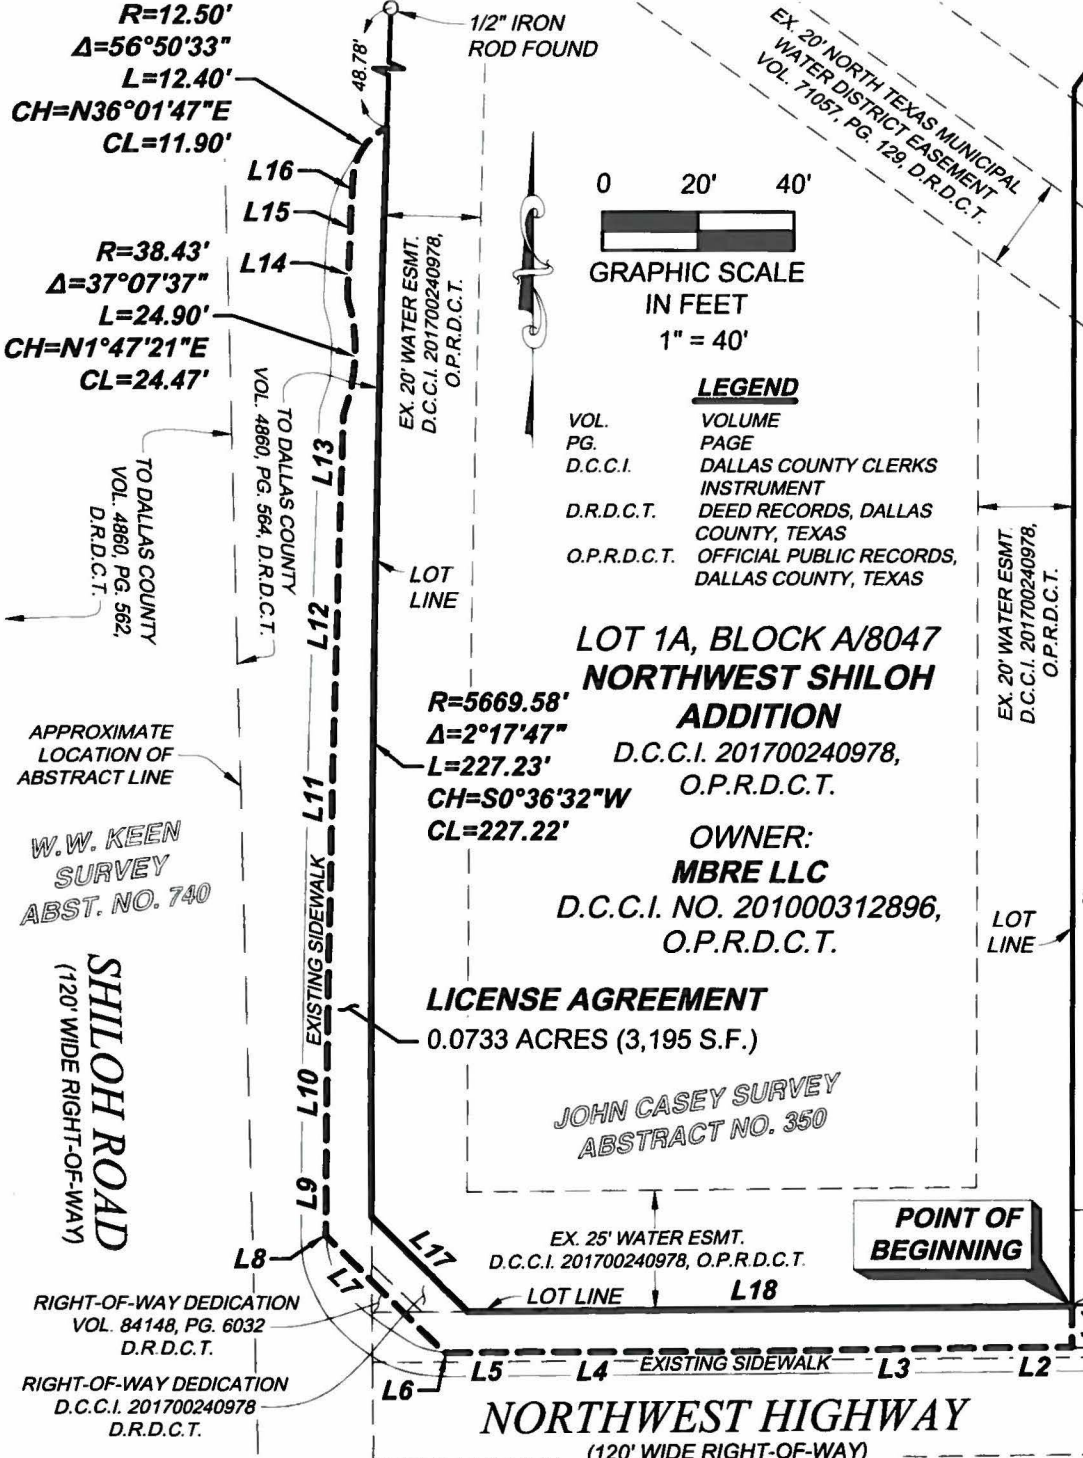 R=12.50'
Δ=56°50'33"
L=12.40'
CH=N36°01'47"E
CL=11.90'
48.78'
1/2" IRON
ROD FOUND
EX. 20' NORTH TEXAS MUNICIPAL
WATER DISTRICT EASEMENT
VOL. 71057, PG. 129, D.R.D.C.T.
L16
L15
L14
R=38.43'
Δ=37°07'37"
L=24.90'
CH=N1°47'21"E
CL=24.47'
EX. 20' WATER ESMT.
D.C.C.I. 201700240978,
O.P.R.D.C.T.
0 20' 40'
GRAPHIC SCALE
IN FEET
1" = 40'
LEGEND
VOL. VOLUME
PG. PAGE
D.C.C.I. DALLAS COUNTY CLERKS
INSTRUMENT
D.R.D.C.T. DEED RECORDS, DALLAS
COUNTY, TEXAS
O.P.R.D.C.T. OFFICIAL PUBLIC RECORDS,
DALLAS COUNTY, TEXAS
TO DALLAS COUNTY
VOL. 4860, PG. 562,
D.R.D.C.T.
TO DALLAS COUNTY
VOL. 4860, PG. 564, D.R.D.C.T.
L13
L12
LOT
LINE
EX. 20' WATER ESMT.
D.C.C.I. 201700240978,
O.P.R.D.C.T.
LOT 1A, BLOCK A/8047
NORTHWEST SHILOH
ADDITION
D.C.C.I. 201700240978,
O.P.R.D.C.T.
R=5669.58'
Δ=2°17'47"
L=227.23'
CH=S0°36'32"W
CL=227.22'
APPROXIMATE
LOCATION OF
ABSTRACT LINE
L11
OWNER:
MBRE LLC
D.C.C.I. NO. 201000312896,
O.P.R.D.C.T.
W.W. KEEN
SURVEY
ABST. NO. 740
EXISTING SIDEWALK
LOT
LINE
SHILOH ROAD
(120' WIDE RIGHT-OF-WAY)
LICENSE AGREEMENT
0.0733 ACRES (3,195 S.F.)
L10
JOHN CASEY SURVEY
ABSTRACT NO. 350
L9
L8
L7
L17
EX. 25' WATER ESMT.
D.C.C.I. 201700240978, O.P.R.D.C.T.
POINT OF
BEGINNING
LOT LINE
L18
RIGHT-OF-WAY DEDICATION
VOL. 84148, PG. 6032
D.R.D.C.T.
RIGHT-OF-WAY DEDICATION
D.C.C.I. 201700240978
D.R.D.C.T.
L6
L5
L4
EXISTING SIDEWALK
L3
L2
NORTHWEST HIGHWAY
(120' WIDE RIGHT-OF-WAY)